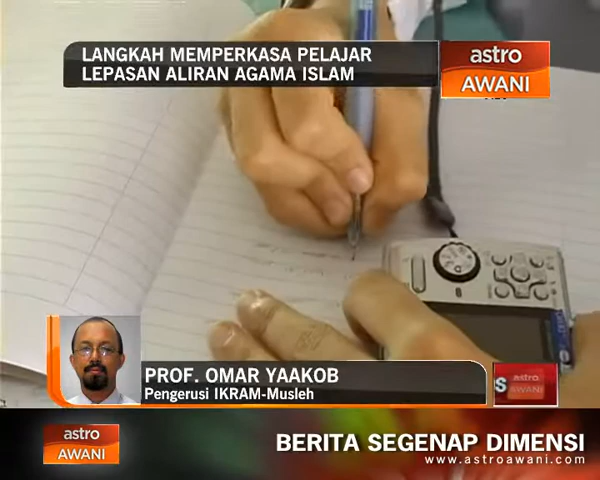 LANGKAH MEMPERKASA PELAJAR
LEPASAN ALIRAN AGAMA ISLAM
astro
AWANI
PROF. OMAR YAAKOB
Pengerusi IKRAM-Musleh
S
astro
AWANI
astro
AWANI
BERITA SEGENAP DIMENSI
www.astroawani.com